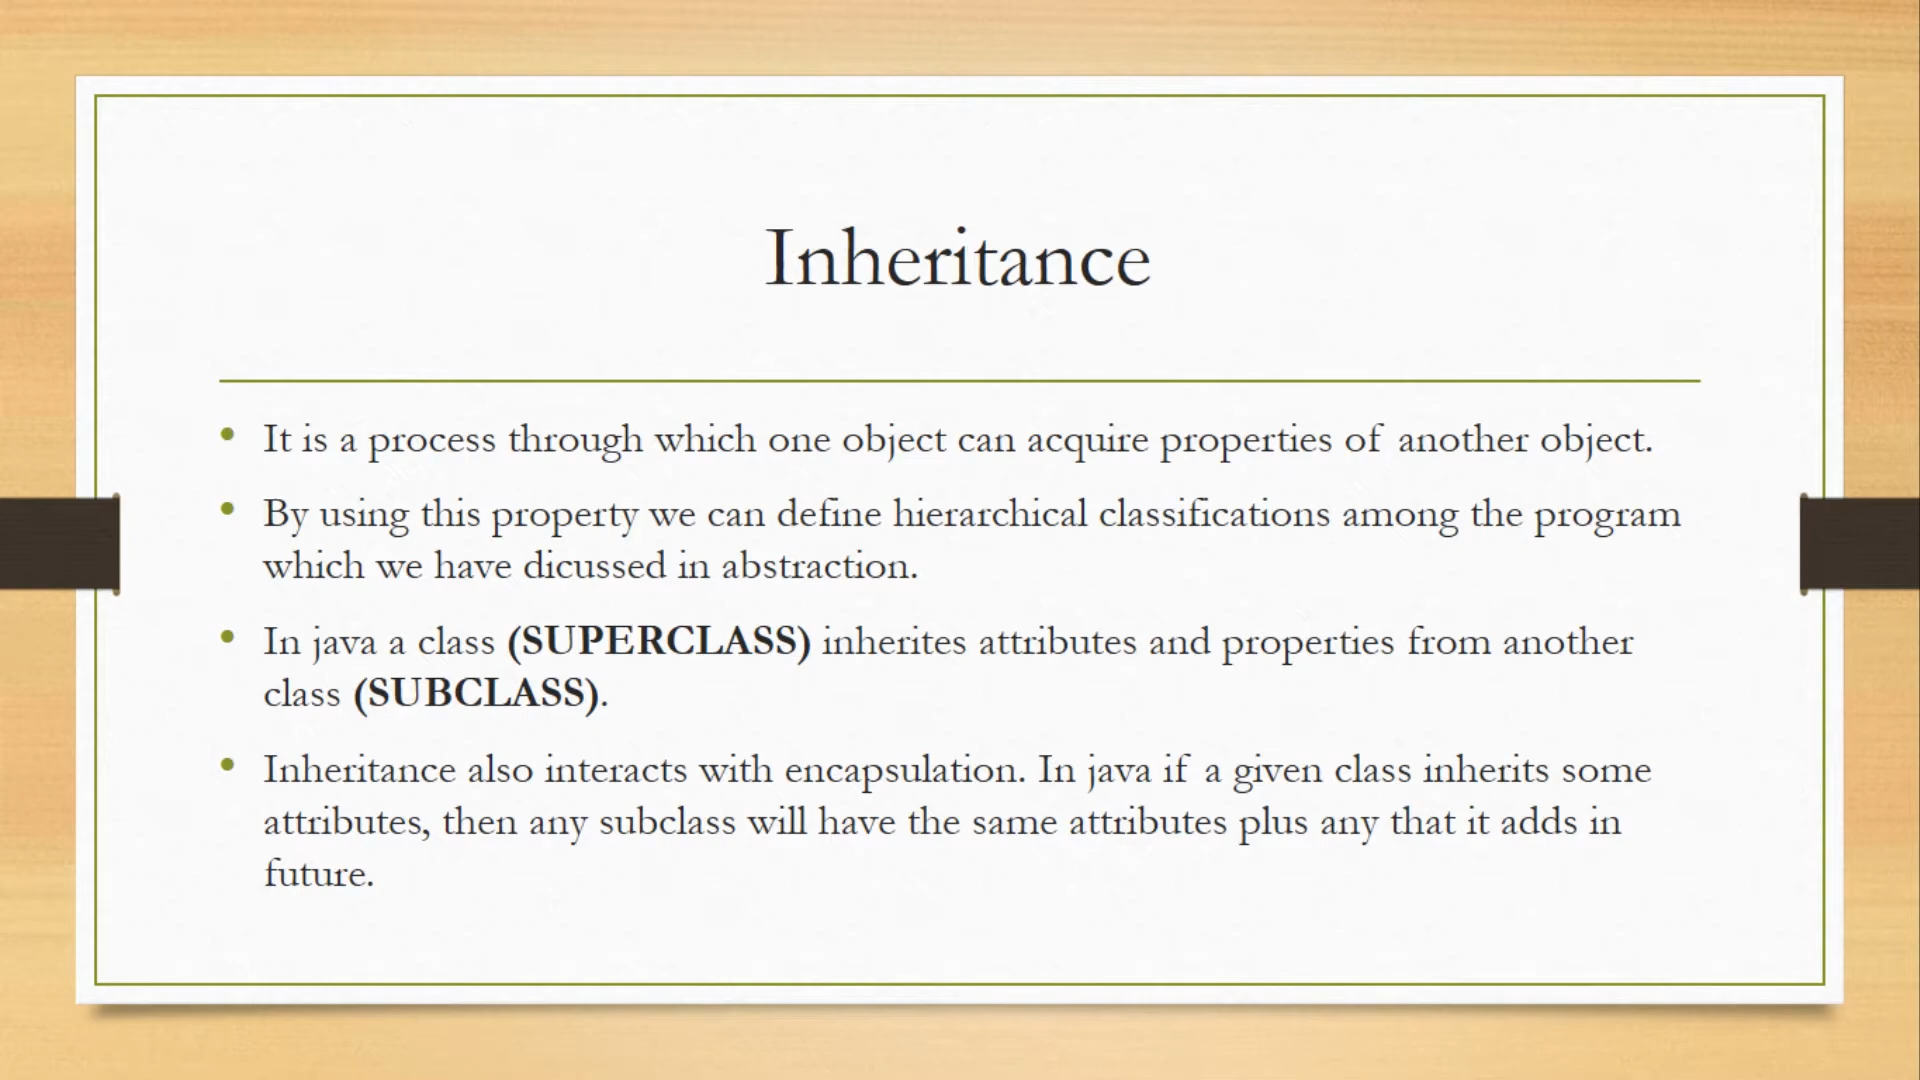 Inheritance
• It is a process through which one object can acquire properties of another object.
• By using this property we can define hierarchical classifications among the program
which we have dicussed in abstraction.
• In java a class (SUPERCLASS) inherites attributes and properties from another
class (SUBCLASS).
• Inheritance also interacts with encapsulation. In java if a given class inherits some
attributes, then any subclass will have the same attributes plus any that it adds in
future.